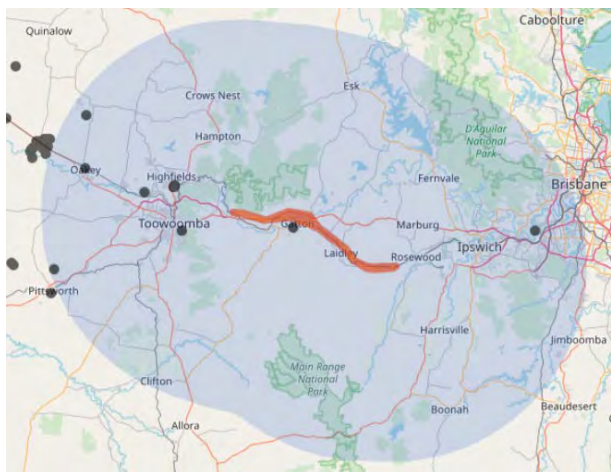 Caboolture
Quinalow
Esk
Crows Nest
D'Aguilar
National
Park
Hampton
Oakey
Highfields
Fernvale
Brisbane
Toowoomba
Gatton
Marburg
Ipswich
Laidley
Rosewood
Pittsworth
Harrisville
Jimboomba
Main Range
National
Park
Clifton
Boonah
Beaudesert
Allora